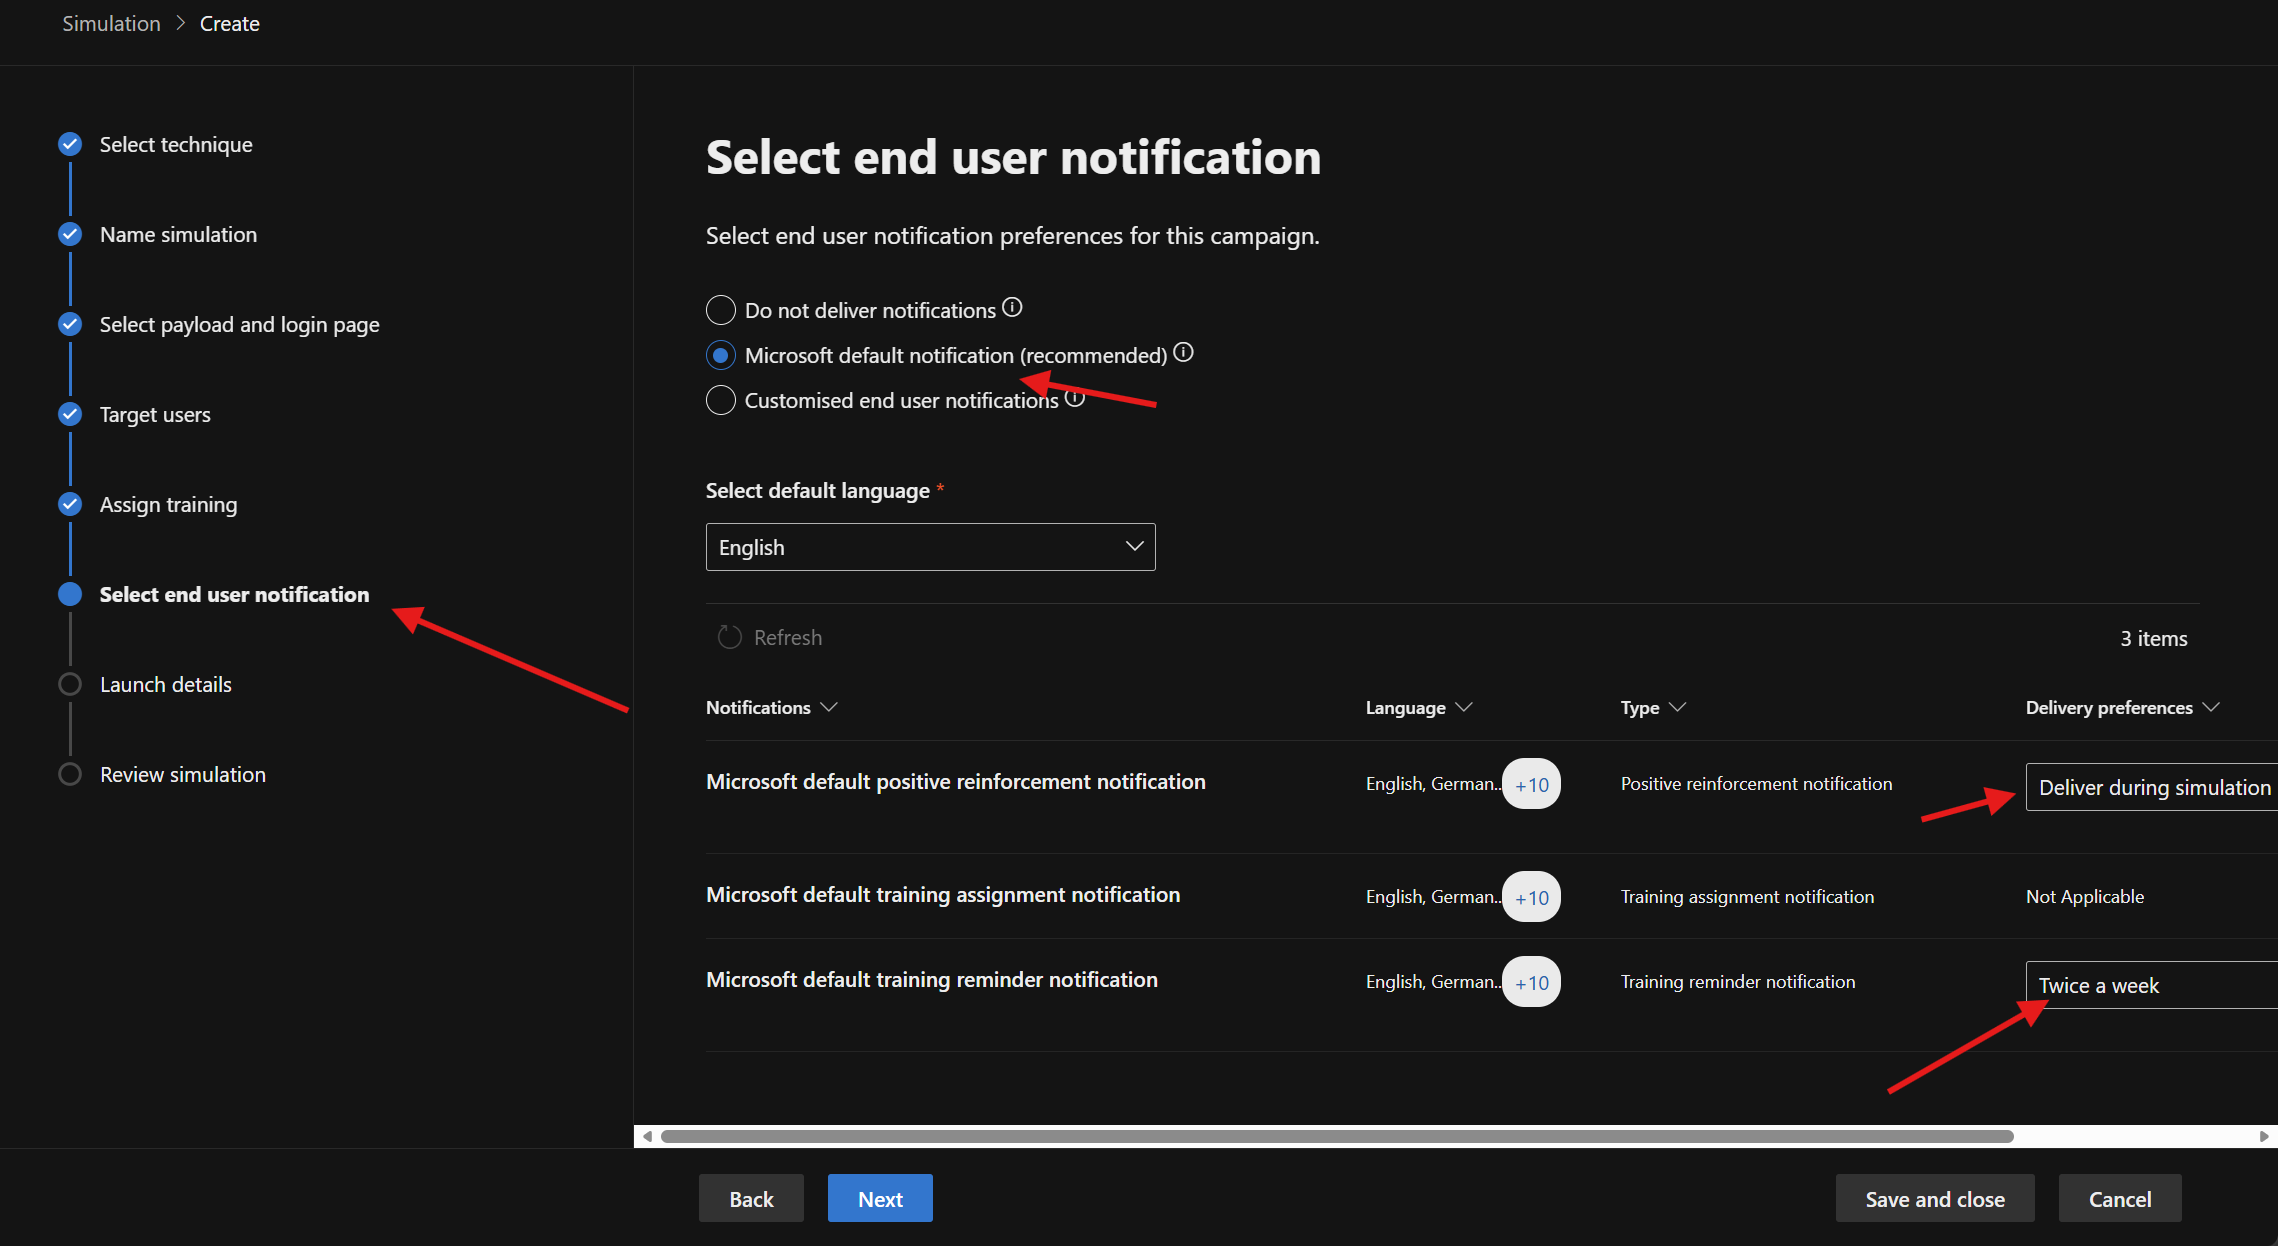 Simulation > Create
Select technique
Name simulation
Select payload and login page
Target users
Assign training
Select end user notification
Launch details
Review simulation
Select end user notification
Select end user notification preferences for this campaign.
Do not deliver notifications
Microsoft default notification (recommended)
Customised end user notifications
Select default language *
English
Refresh
3 items
Notifications Language Type Delivery preferences
Microsoft default positive reinforcement notification English, German.. +10 Positive reinforcement notification Deliver during simulation
Microsoft default training assignment notification English, German.. +10 Training assignment notification Not Applicable
Microsoft default training reminder notification English, German.. +10 Training reminder notification Twice a week
Back Next Save and close Cancel